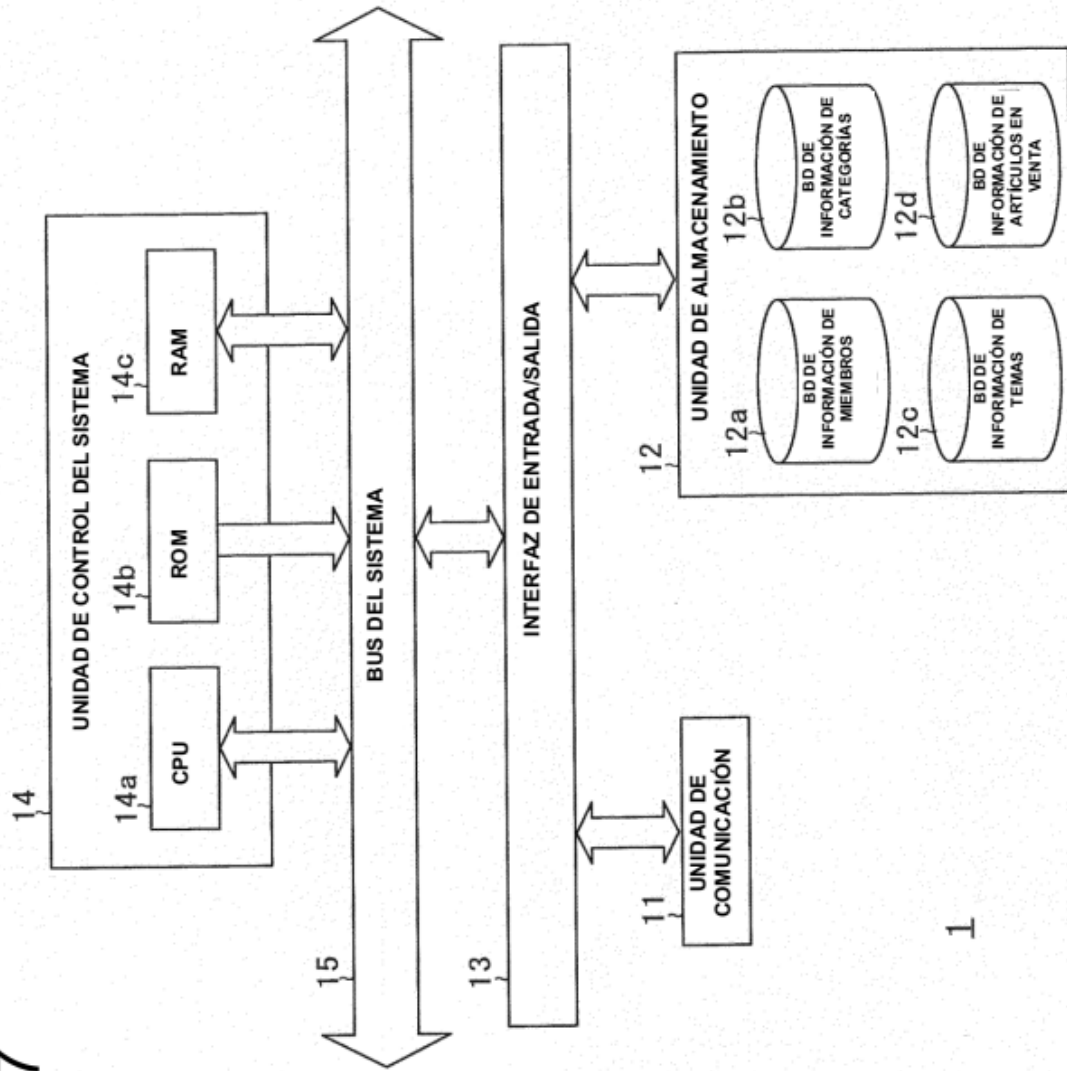 14
UNIDAD DE CONTROL DEL SISTEMA
14a
CPU
14b
ROM
14c
RAM
15
BUS DEL SISTEMA
13
INTERFAZ DE ENTRADA/SALIDA
11
UNIDAD DE
COMUNICACIÓN
12
UNIDAD DE ALMACENAMIENTO
12a
BD DE
INFORMACIÓN DE
MIEMBROS
12b
BD DE
INFORMACIÓN DE
CATEGORÍAS
12c
BD DE
INFORMACIÓN DE
TEMAS
12d
BD DE
INFORMACIÓN DE
ARTÍCULOS EN
VENTA
1